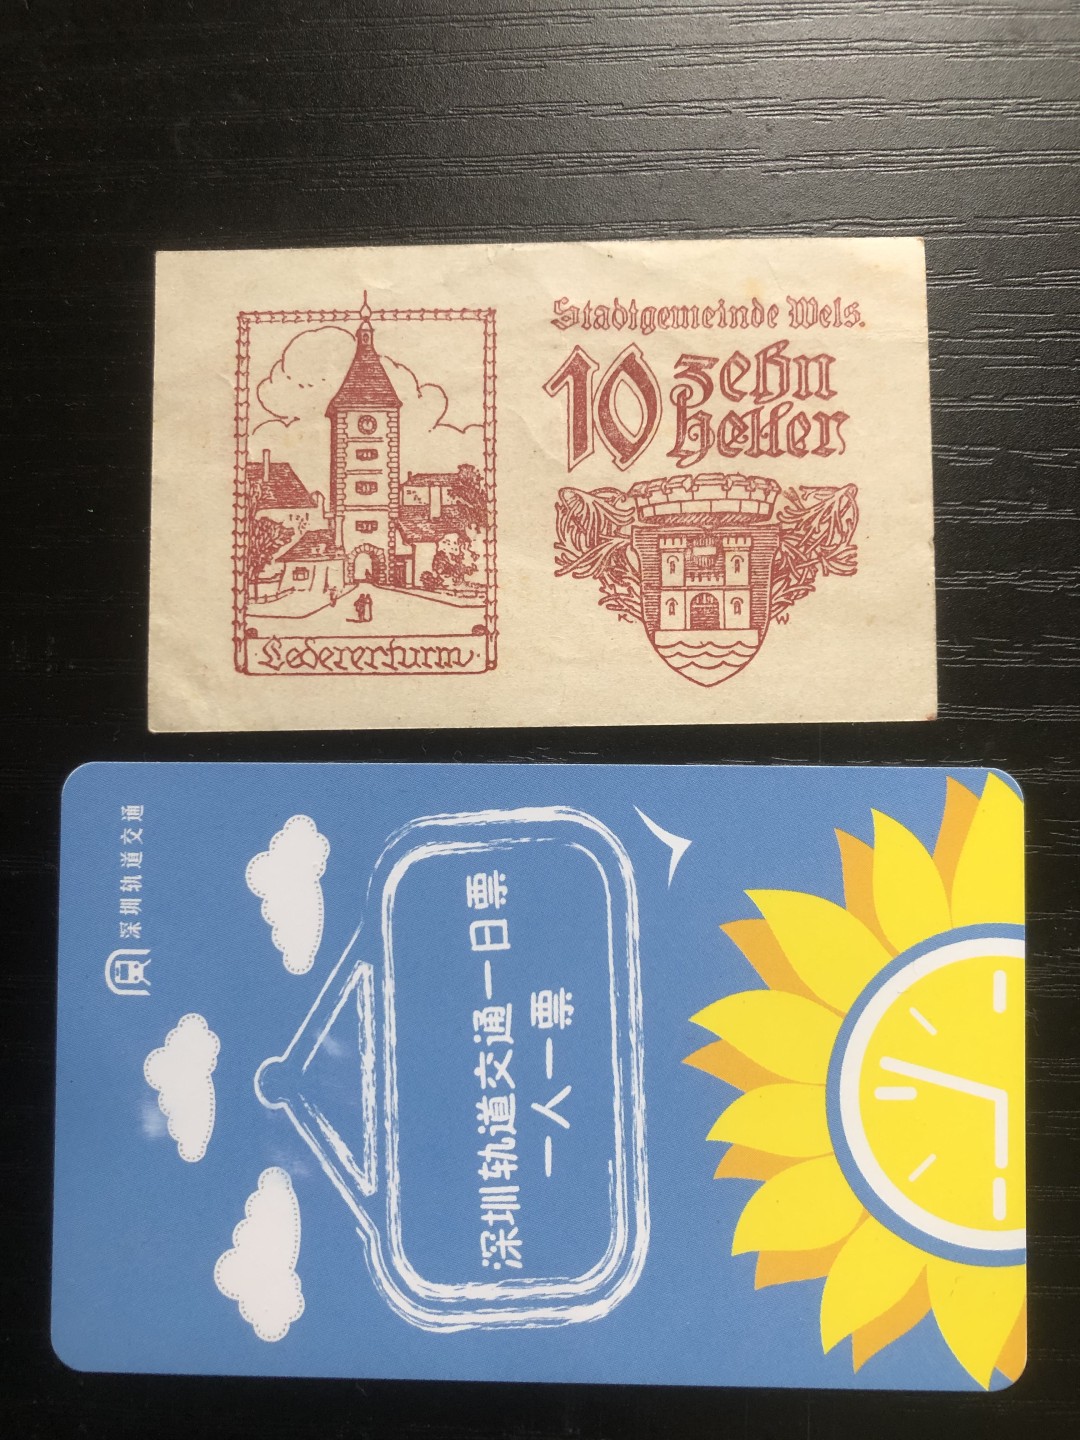 Stadtgemeinde Wels.
10 zehn
heller
Ledererturm
K W
深圳轨道交通
深圳轨道交通一日票
一人一票